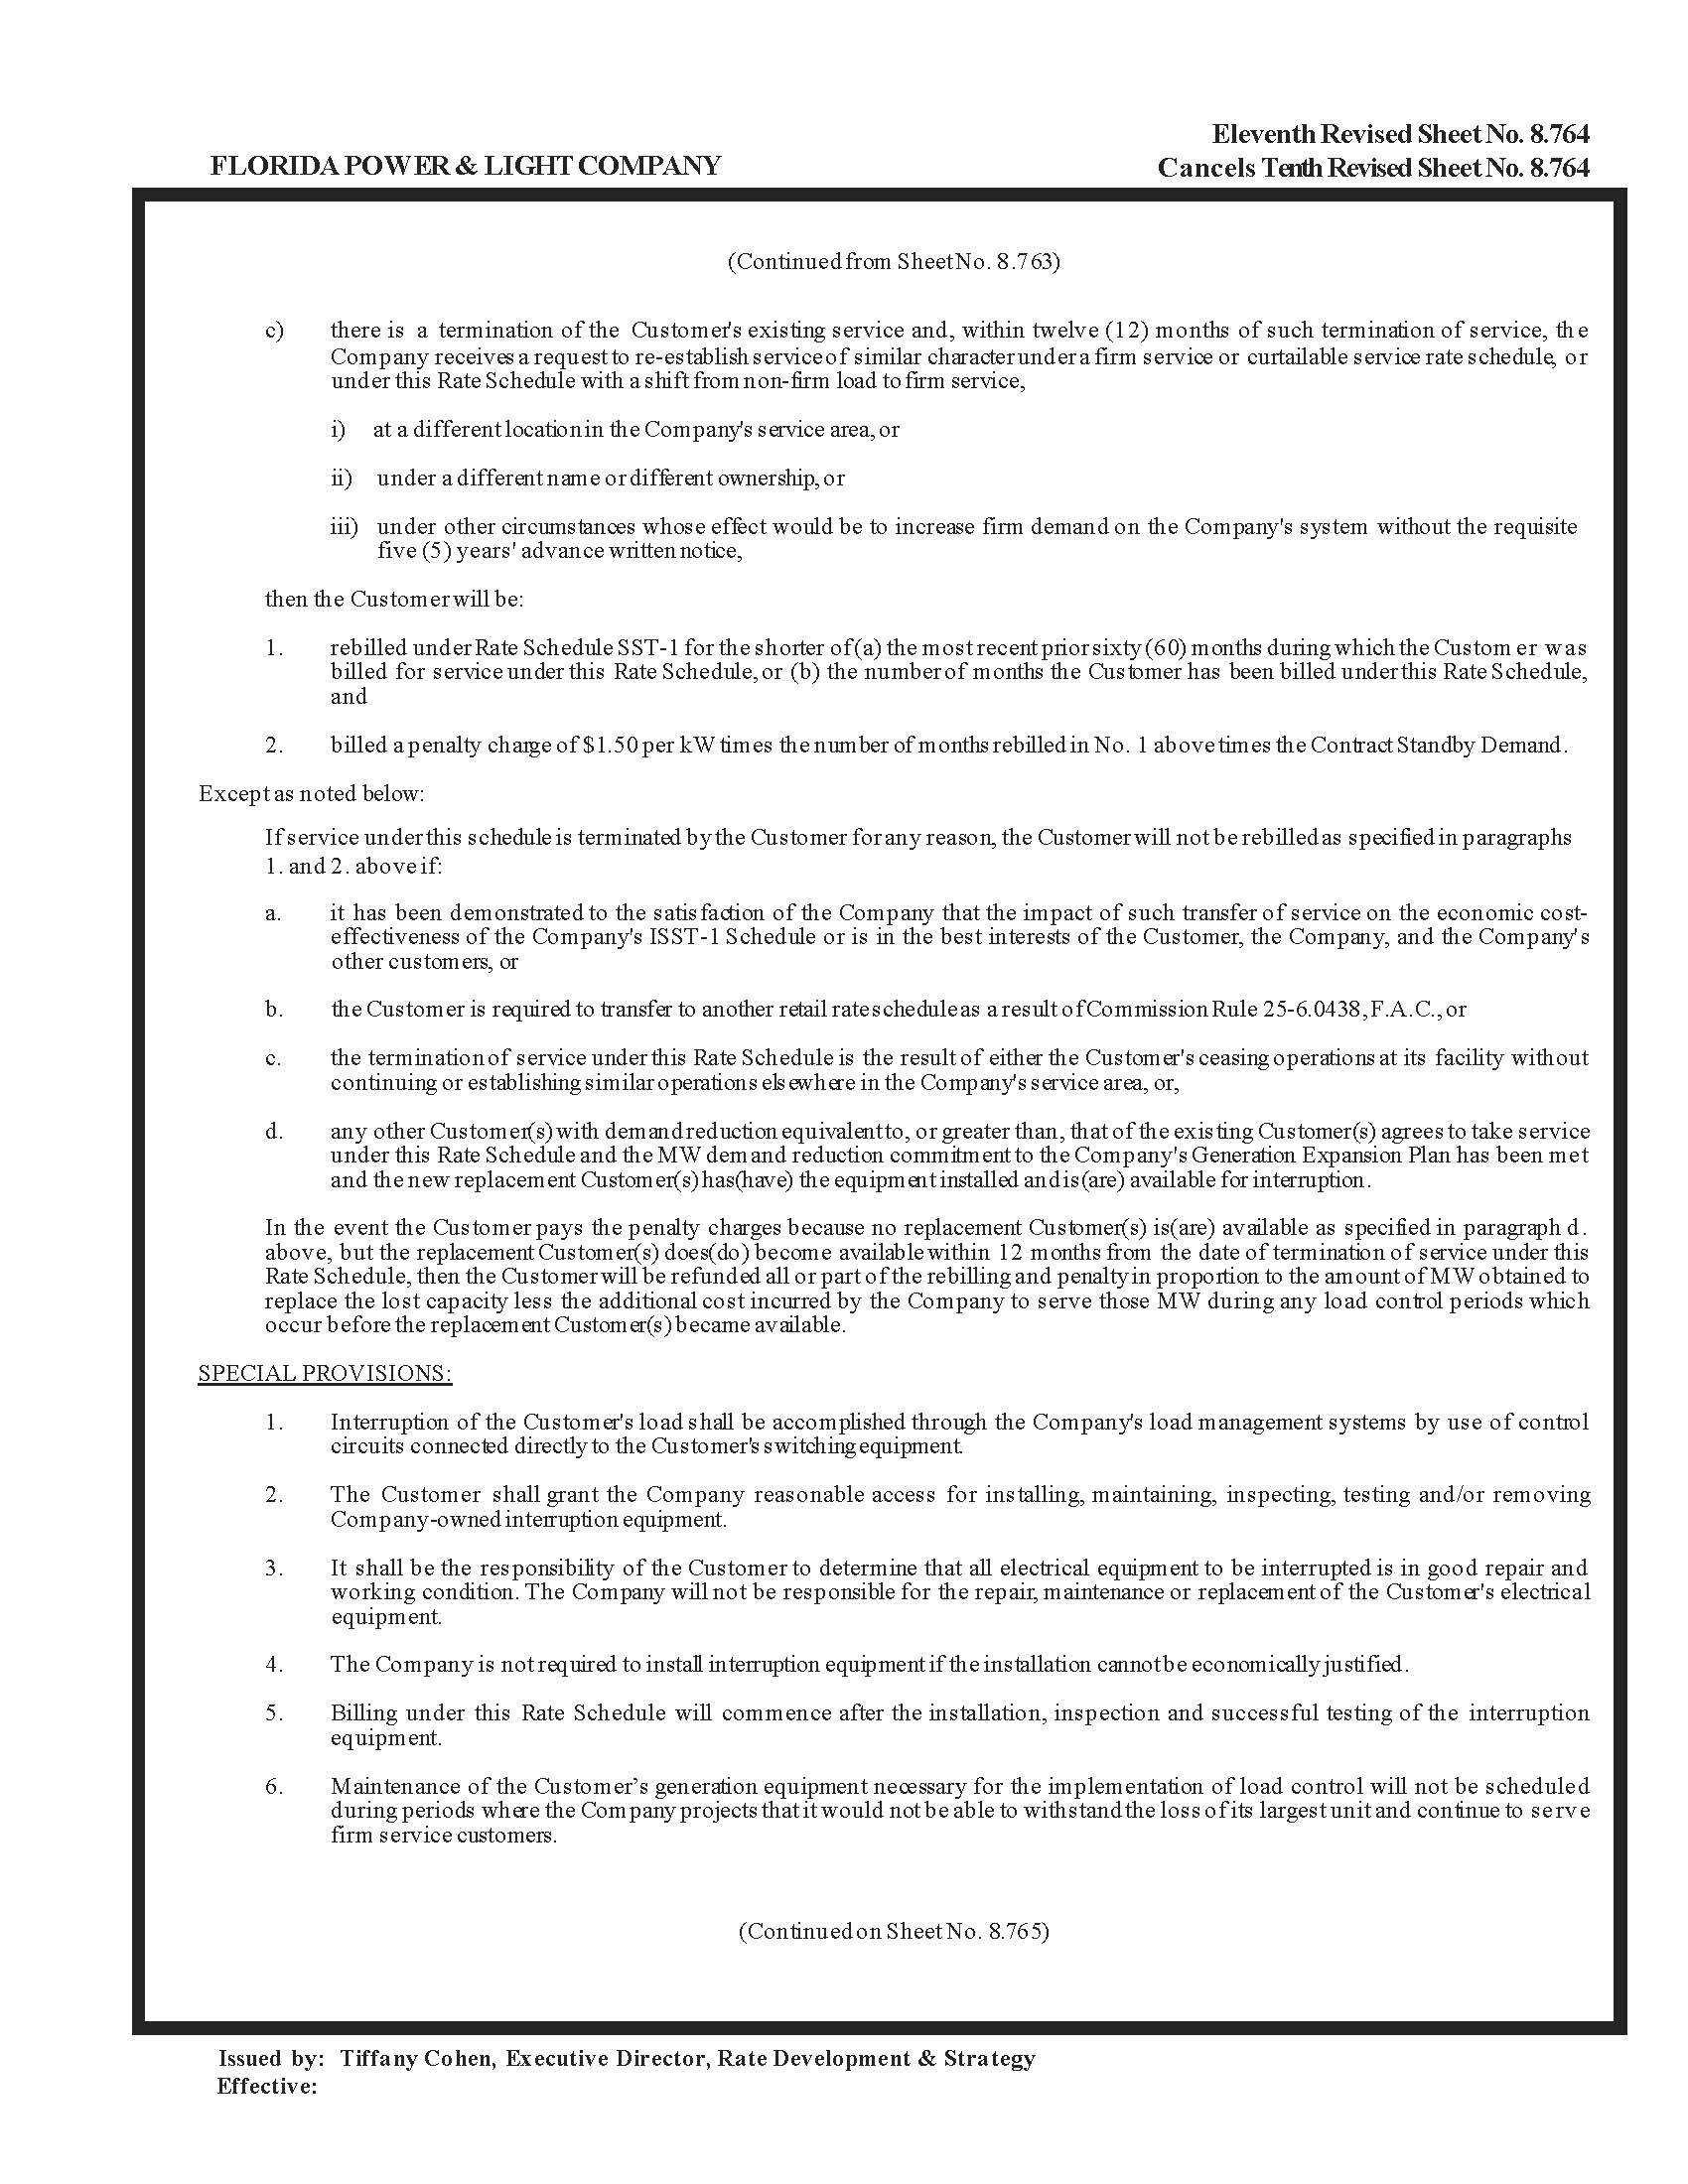 Eleventh Revised Sheet No. 8.764
FLORIDA POWER & LIGHT COMPANY
Cancels Tenth Revised Sheet No. 8.764
(Continued from Sheet No. 8.763)
c) there is a termination of the Customer's existing service and, within twelve (12) months of such termination of service, the
Company receives a request to re-establish service of similar character under a firm service or curtailable service rate schedule, or
under this Rate Schedule with a shift from non-firm load to firm service,
i) at a different location in the Company's service area, or
ii) under a different name or different ownership, or
iii) under other circumstances whose effect would be to increase firm demand on the Company's system without the requisite
five (5) years' advance written notice,
then the Customer will be:
1. rebilled under Rate Schedule SST-1 for the shorter of (a) the most recent prior sixty (60) months during which the Customer was
billed for service under this Rate Schedule, or (b) the number of months the Customer has been billed under this Rate Schedule,
and
2. billed a penalty charge of $1.50 per kW times the number of months rebilled in No. 1 above times the Contract Standby Demand.
Except as noted below:
If service under this schedule is terminated by the Customer for any reason, the Customer will not be rebilled as specified in paragraphs
1. and 2. above if:
a. it has been demonstrated to the satisfaction of the Company that the impact of such transfer of service on the economic cost-
effectiveness of the Company's ISST-1 Schedule or is in the best interests of the Customer, the Company, and the Company's
other customers, or
b. the Customer is required to transfer to another retail rate schedule as a result of Commission Rule 25-6.0438, F.A.C., or
c. the termination of service under this Rate Schedule is the result of either the Customer's ceasing operations at its facility without
continuing or establishing similar operations elsewhere in the Company's service area, or,
d. any other Customer(s) with demand reduction equivalent to, or greater than, that of the existing Customer(s) agrees to take service
under this Rate Schedule and the MW demand reduction commitment to the Company's Generation Expansion Plan has been met
and the new replacement Customer(s) has(have) the equipment installed and is(are) available for interruption.
In the event the Customer pays the penalty charges because no replacement Customer(s) is(are) available as specified in paragraph d.
above, but the replacement Customer(s) does(do) become available within 12 months from the date of termination of service under this
Rate Schedule, then the Customer will be refunded all or part of the rebilling and penalty in proportion to the amount of MW obtained to
replace the lost capacity less the additional cost incurred by the Company to serve those MW during any load control periods which
occur before the replacement Customer(s) became available.
SPECIAL PROVISIONS:
1. Interruption of the Customer's load shall be accomplished through the Company's load management systems by use of control
circuits connected directly to the Customer's switching equipment.
2. The Customer shall grant the Company reasonable access for installing, maintaining, inspecting, testing and/or removing
Company-owned interruption equipment.
3. It shall be the responsibility of the Customer to determine that all electrical equipment to be interrupted is in good repair and
working condition. The Company will not be responsible for the repair, maintenance or replacement of the Customer's electrical
equipment.
4. The Company is not required to install interruption equipment if the installation cannot be economically justified.
5. Billing under this Rate Schedule will commence after the installation, inspection and successful testing of the interruption
equipment.
6. Maintenance of the Customer’s generation equipment necessary for the implementation of load control will not be scheduled
during periods where the Company projects that it would not be able to withstand the loss of its largest unit and continue to serve
firm service customers.
(Continued on Sheet No. 8.765)
Issued by: Tiffany Cohen, Executive Director, Rate Development & Strategy
Effective: